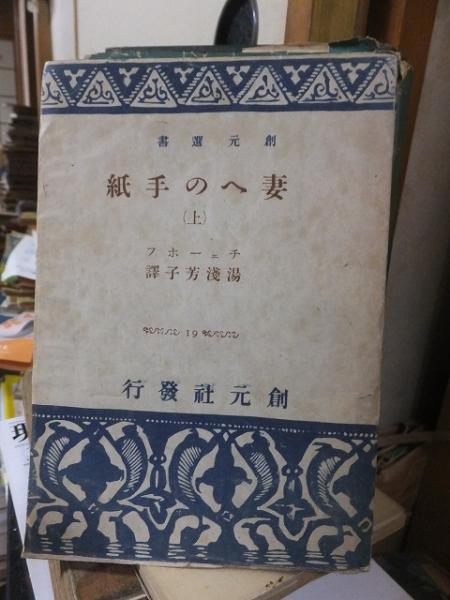 創元選書
妻への手紙
(上)
チェーホフ
湯淺芳子譯
19
創元社發行
現